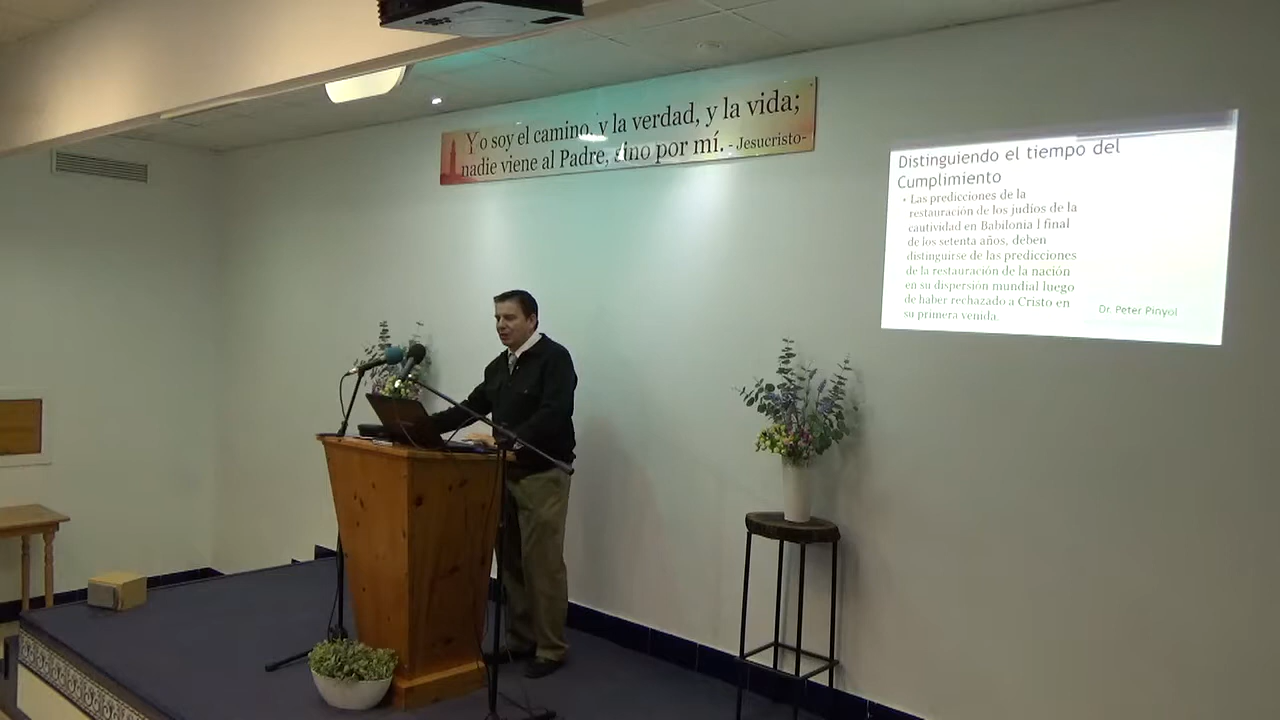 Yo soy el camino, y la verdad, y la vida;
nadie viene al Padre, sino por mí. - Jesucristo-
Distinguiendo el tiempo del
Cumplimiento
• Las predicciones de la
restauración de los judíos de la
cautividad en Babilonia l final
de los setenta años, deben
distinguirse de las predicciones
de la restauración de la nación
en su dispersión mundial luego
de haber rechazado a Cristo en
su primera venida.
Dr. Peter Pinyol